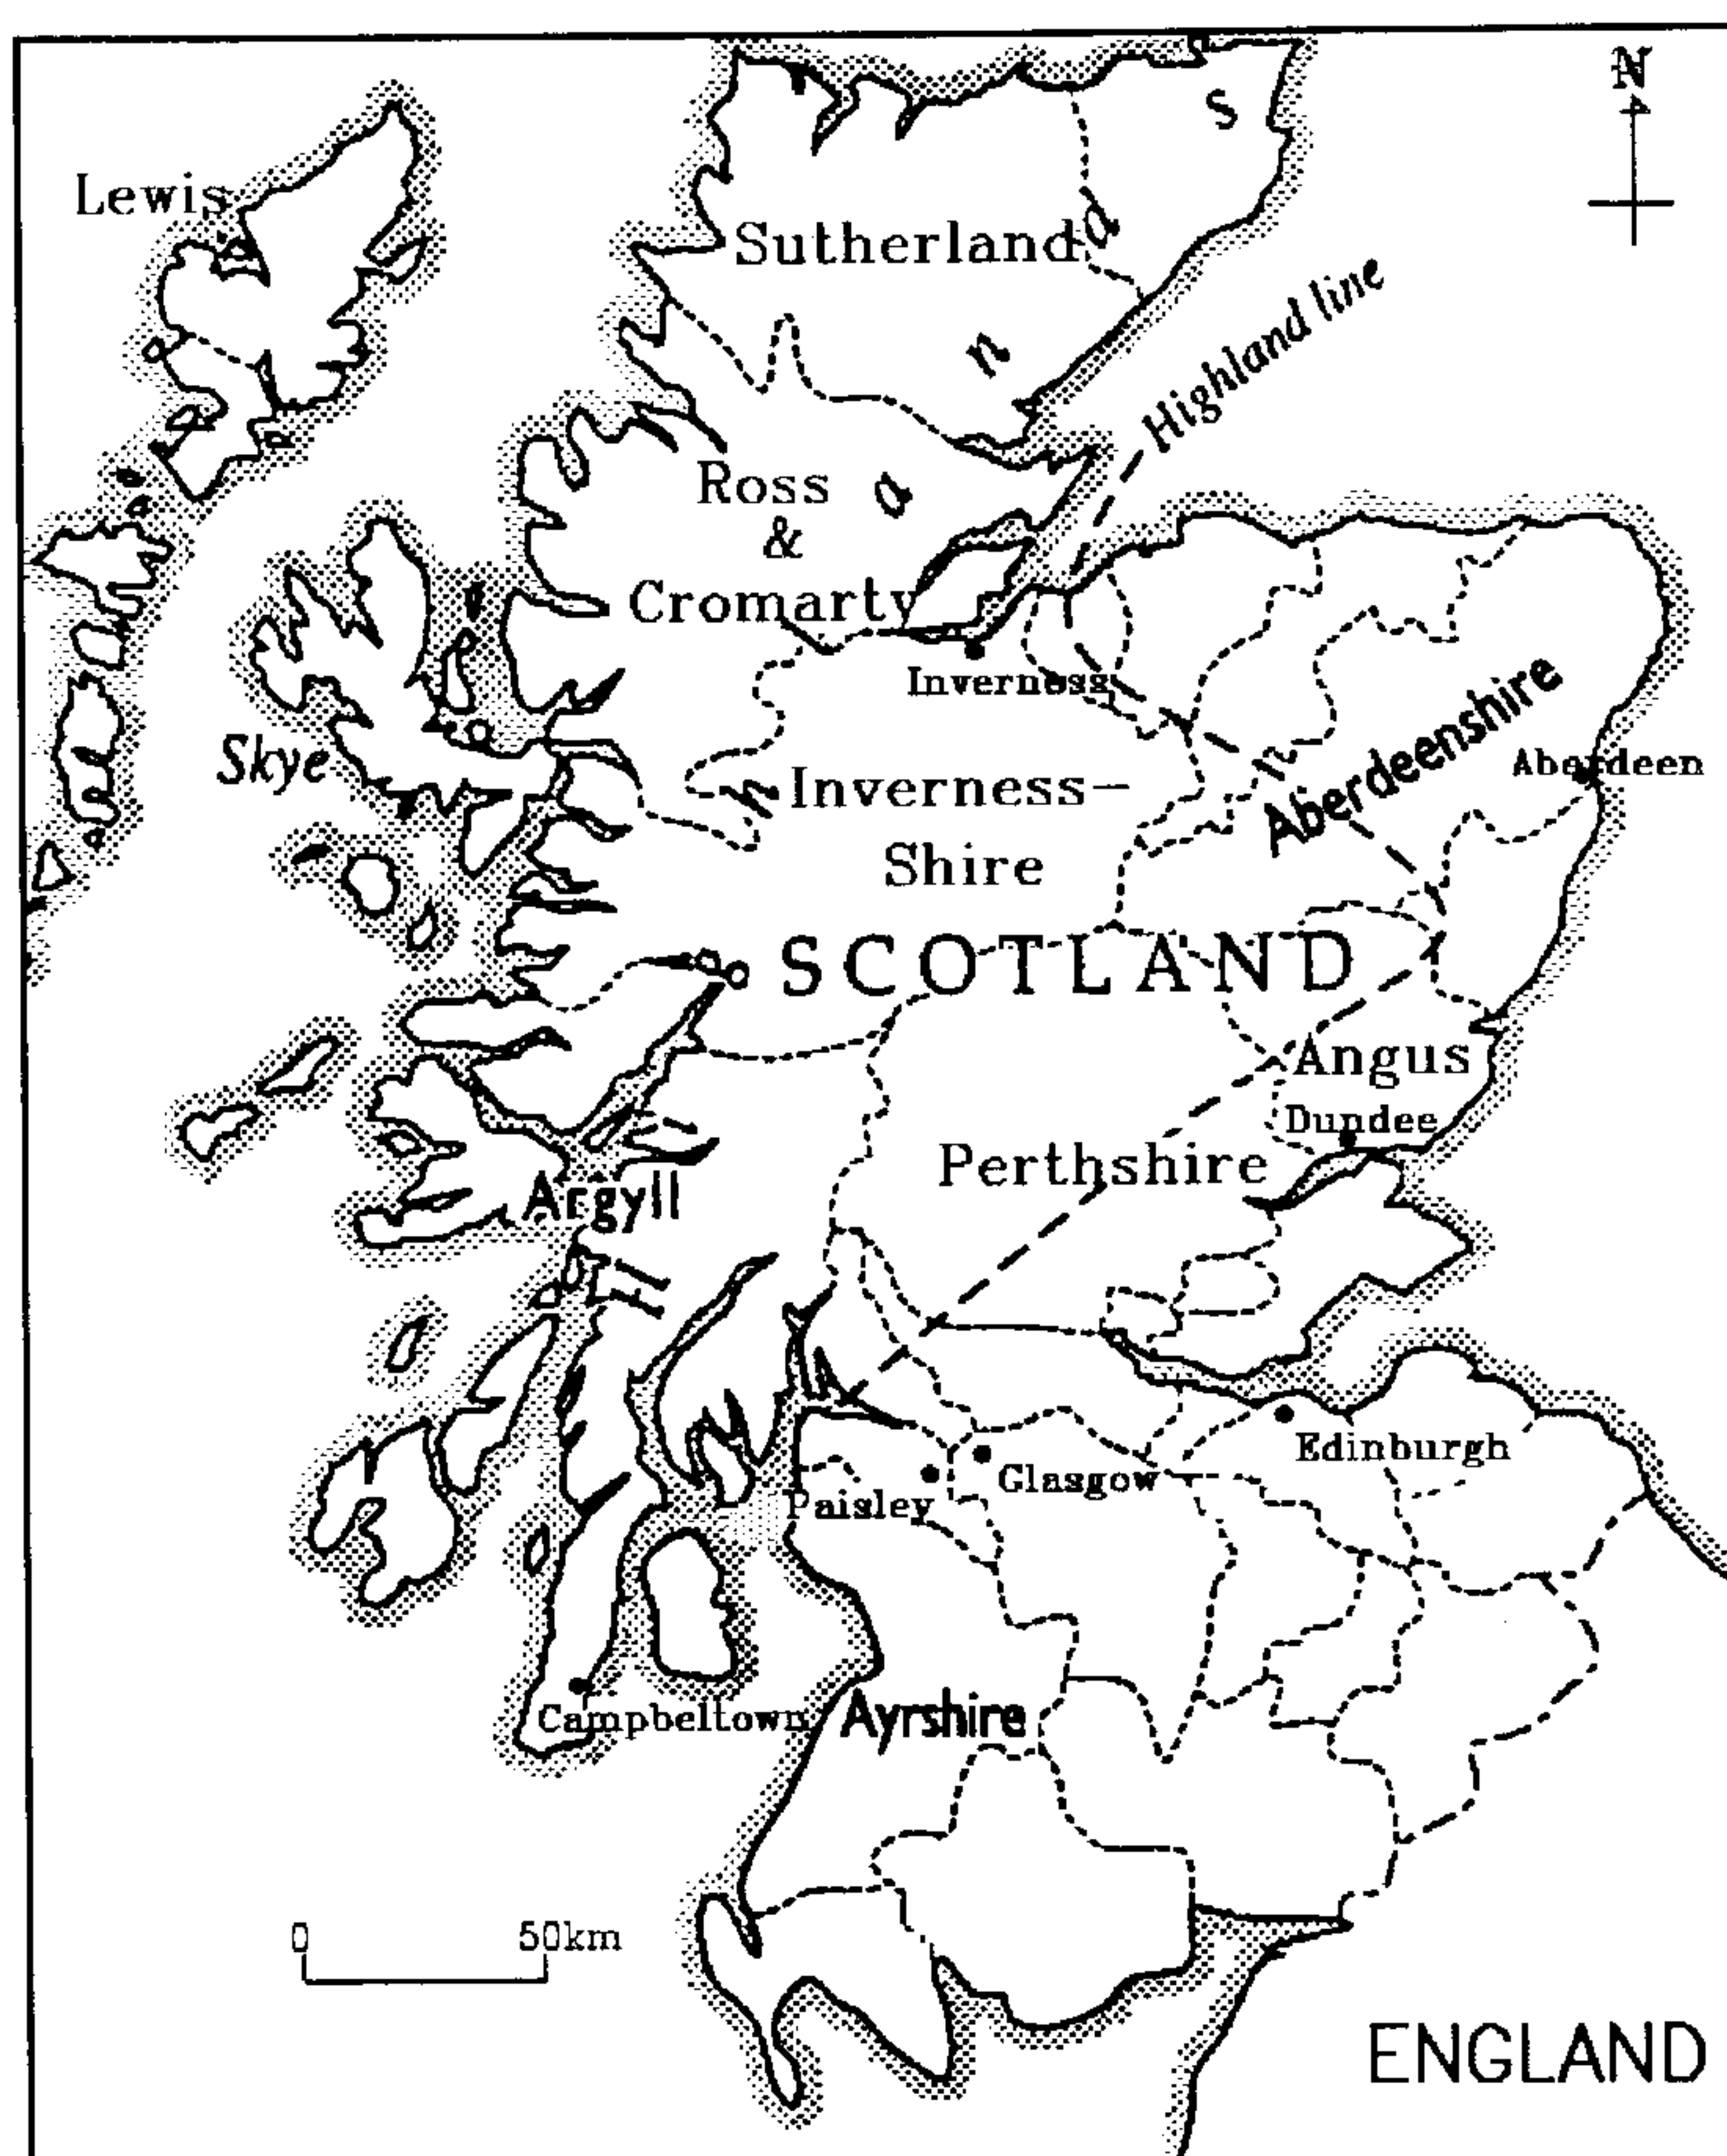 N
S
Lewis
d
Sutherland
Highland line
n
Ross
a
&
Cromarty
Inverness
Aberdeenshire
Skye
Aberdeen
h
Inverness-
Shire
SCOTLAND
Angus
Dundee
Perthshire
Argyll
Edinburgh
Glasgow
Paisley
Campbeltown
Ayrshire
0 50km
ENGLAND